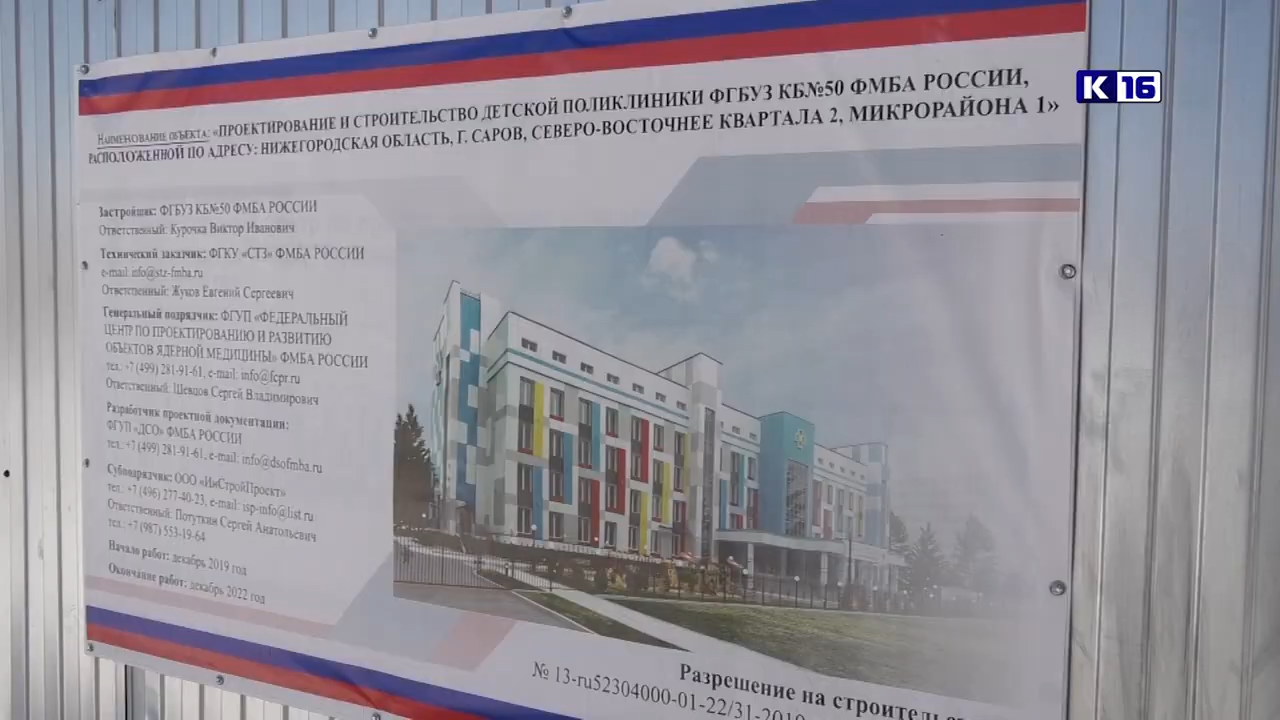 К 16
Наименование объекта: «ПРОЕКТИРОВАНИЕ И СТРОИТЕЛЬСТВО ДЕТСКОЙ ПОЛИКЛИНИКИ ФГБУЗ КБ№50 ФМБА РОССИИ,
РАСПОЛОЖЕННОЙ ПО АДРЕСУ: НИЖЕГОРОДСКАЯ ОБЛАСТЬ, Г. САРОВ, СЕВЕРО-ВОСТОЧНЕЕ КВАРТАЛА 2, МИКРОРАЙОНА 1»
Застройщик: ФГБУЗ КБ№50 ФМБА РОССИИ
Ответственный: Курочка Виктор Иванович
Технический заказчик: ФГКУ «СТЗ» ФМБА РОССИИ
e-mail: info@stz-fmba.ru
Ответственный: Жуков Евгений Сергеевич
Генеральный подрядчик: ФГУП «ФЕДЕРАЛЬНЫЙ
ЦЕНТР ПО ПРОЕКТИРОВАНИЮ И РАЗВИТИЮ
ОБЪЕКТОВ ЯДЕРНОЙ МЕДИЦИНЫ» ФМБА РОССИИ
тел.: +7 (499) 281-91-61, e-mail: info@fcpr.ru
Ответственный: Шевцов Сергей Владимирович
Разработчик проектной документации:
ФГУП «ДСО» ФМБА РОССИИ
тел.: +7 (499) 281-91-61, e-mail: info@dsofmba.ru
Субподрядчик: ООО «ИнСтройПроект»
тел.: +7 (496) 277-40-23, e-mail: isp-info@list.ru
Ответственный: Потуткин Сергей Анатольевич
тел.: +7 (987) 553-19-64
Начало работ: декабрь 2019 год
Окончание работ: декабрь 2022 год
Разрешение на строитель
№ 13-ru52304000-01-22/31-2019